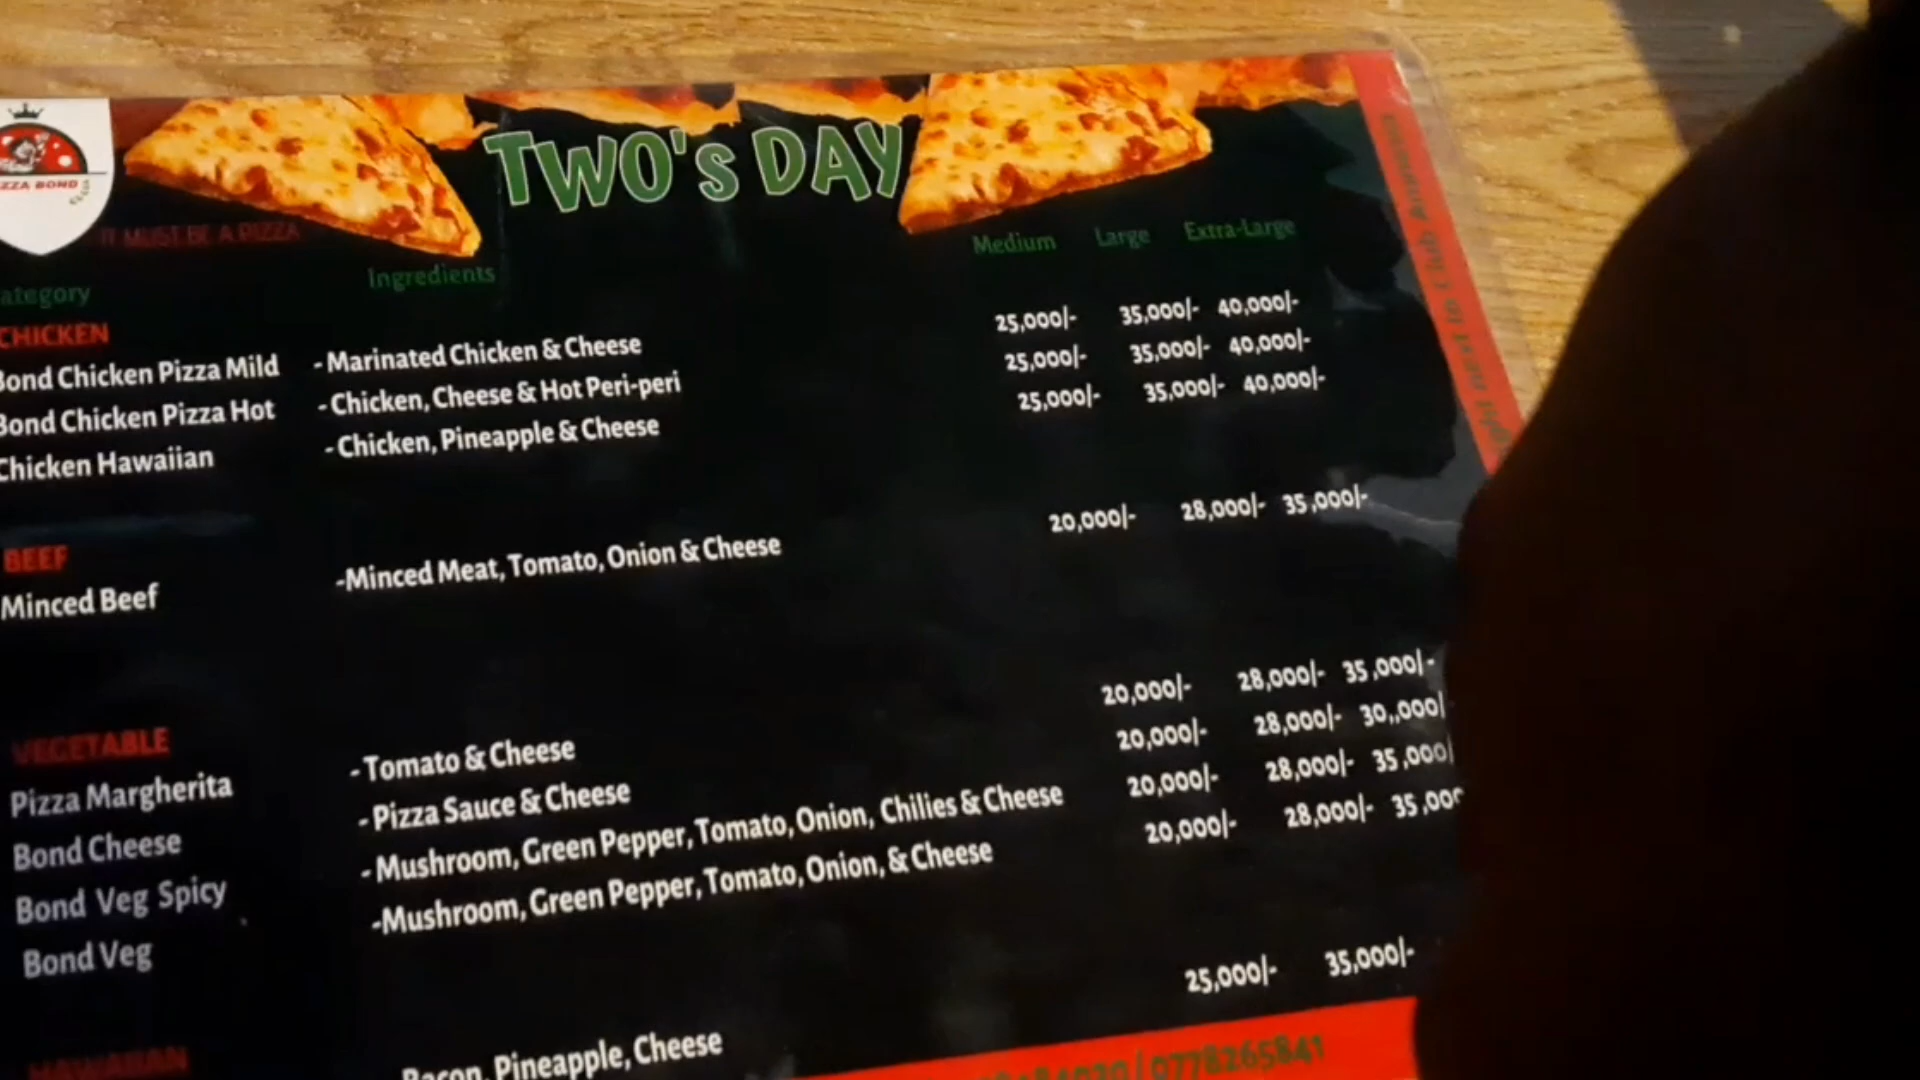 TWO's DAY
ZZA BOND
IT MUST BE A PIZZA
ategory Ingredients Medium Large Extra-Large
CHICKEN
Bond Chicken Pizza Mild - Marinated Chicken & Cheese 25,000/- 35,000/- 40,000/-
Bond Chicken Pizza Hot - Chicken, Cheese & Hot Peri-peri 25,000/- 35,000/- 40,000/-
Chicken Hawaiian - Chicken, Pineapple & Cheese 25,000/- 35,000/- 40,000/-
BEEF
Minced Beef -Minced Meat, Tomato, Onion & Cheese 20,000/- 28,000/- 35,000/-
VEGETABLE
Pizza Margherita - Tomato & Cheese 20,000/- 28,000/- 35,000/-
Bond Cheese - Pizza Sauce & Cheese 20,000/- 28,000/- 30,,000/
Bond Veg Spicy - Mushroom, Green Pepper, Tomato, Onion, Chilies & Cheese 20,000/- 28,000/- 35,000/
Bond Veg -Mushroom, Green Pepper, Tomato, Onion, & Cheese 20,000/- 28,000/- 35,00
HAWAIIAN
Bacon, Pineapple, Cheese 25,000/- 35,000/-
/ 0778265841
next to Club